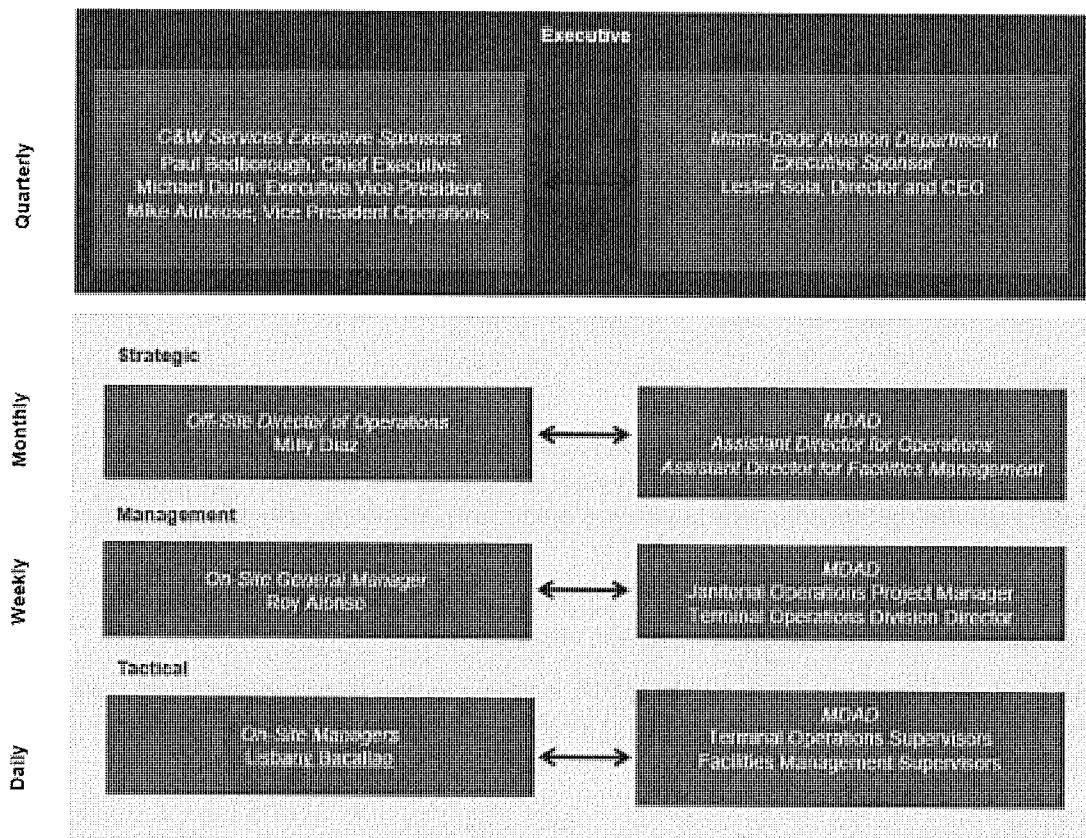 Executive
Quarterly
C&W Services Executive Sponsors
Paul Bedborough, Chief Executive
Michael Dunn, Executive Vice President
Mike Ambrose, Vice President Operations
Miami-Dade Aviation Department
Executive Sponsor
Lester Sola, Director and CEO
Monthly
Strategic
Off-Site Director of Operations
Milly Diaz
MDAD
Assistant Director for Operations
Assistant Director for Facilities Management
Weekly
Management
On-Site General Manager
Roy Alonso
MDAD
Janitorial Operations Project Manager
Terminal Operations Division Director
Daily
Tactical
On-Site Managers
MDAD
Terminal Operations Supervisors
Facilities Management Supervisors